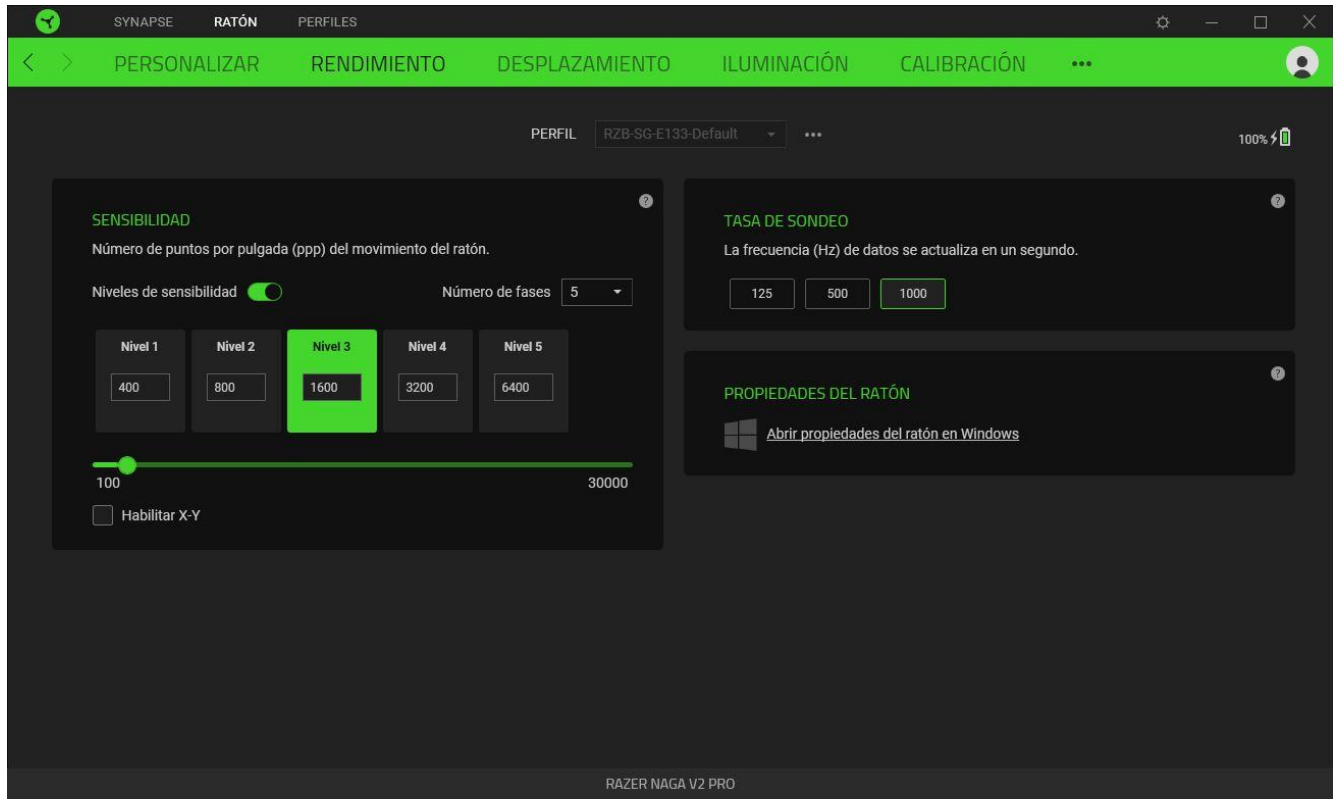 SYNAPSE RATÓN PERFILES
PERSONALIZAR RENDIMIENTO DESPLAZAMIENTO ILUMINACIÓN CALIBRACIÓN •••
PERFIL RZB-SG-E133-Default •••
100%
SENSIBILIDAD
Número de puntos por pulgada (ppp) del movimiento del ratón.
Niveles de sensibilidad Número de fases 5
Nivel 1 Nivel 2 Nivel 3 Nivel 4 Nivel 5
400 800 1600 3200 6400
100 30000
Habilitar X-Y
TASA DE SONDEO
La frecuencia (Hz) de datos se actualiza en un segundo.
125 500 1000
PROPIEDADES DEL RATÓN
Abrir propiedades del ratón en Windows
RAZER NAGA V2 PRO